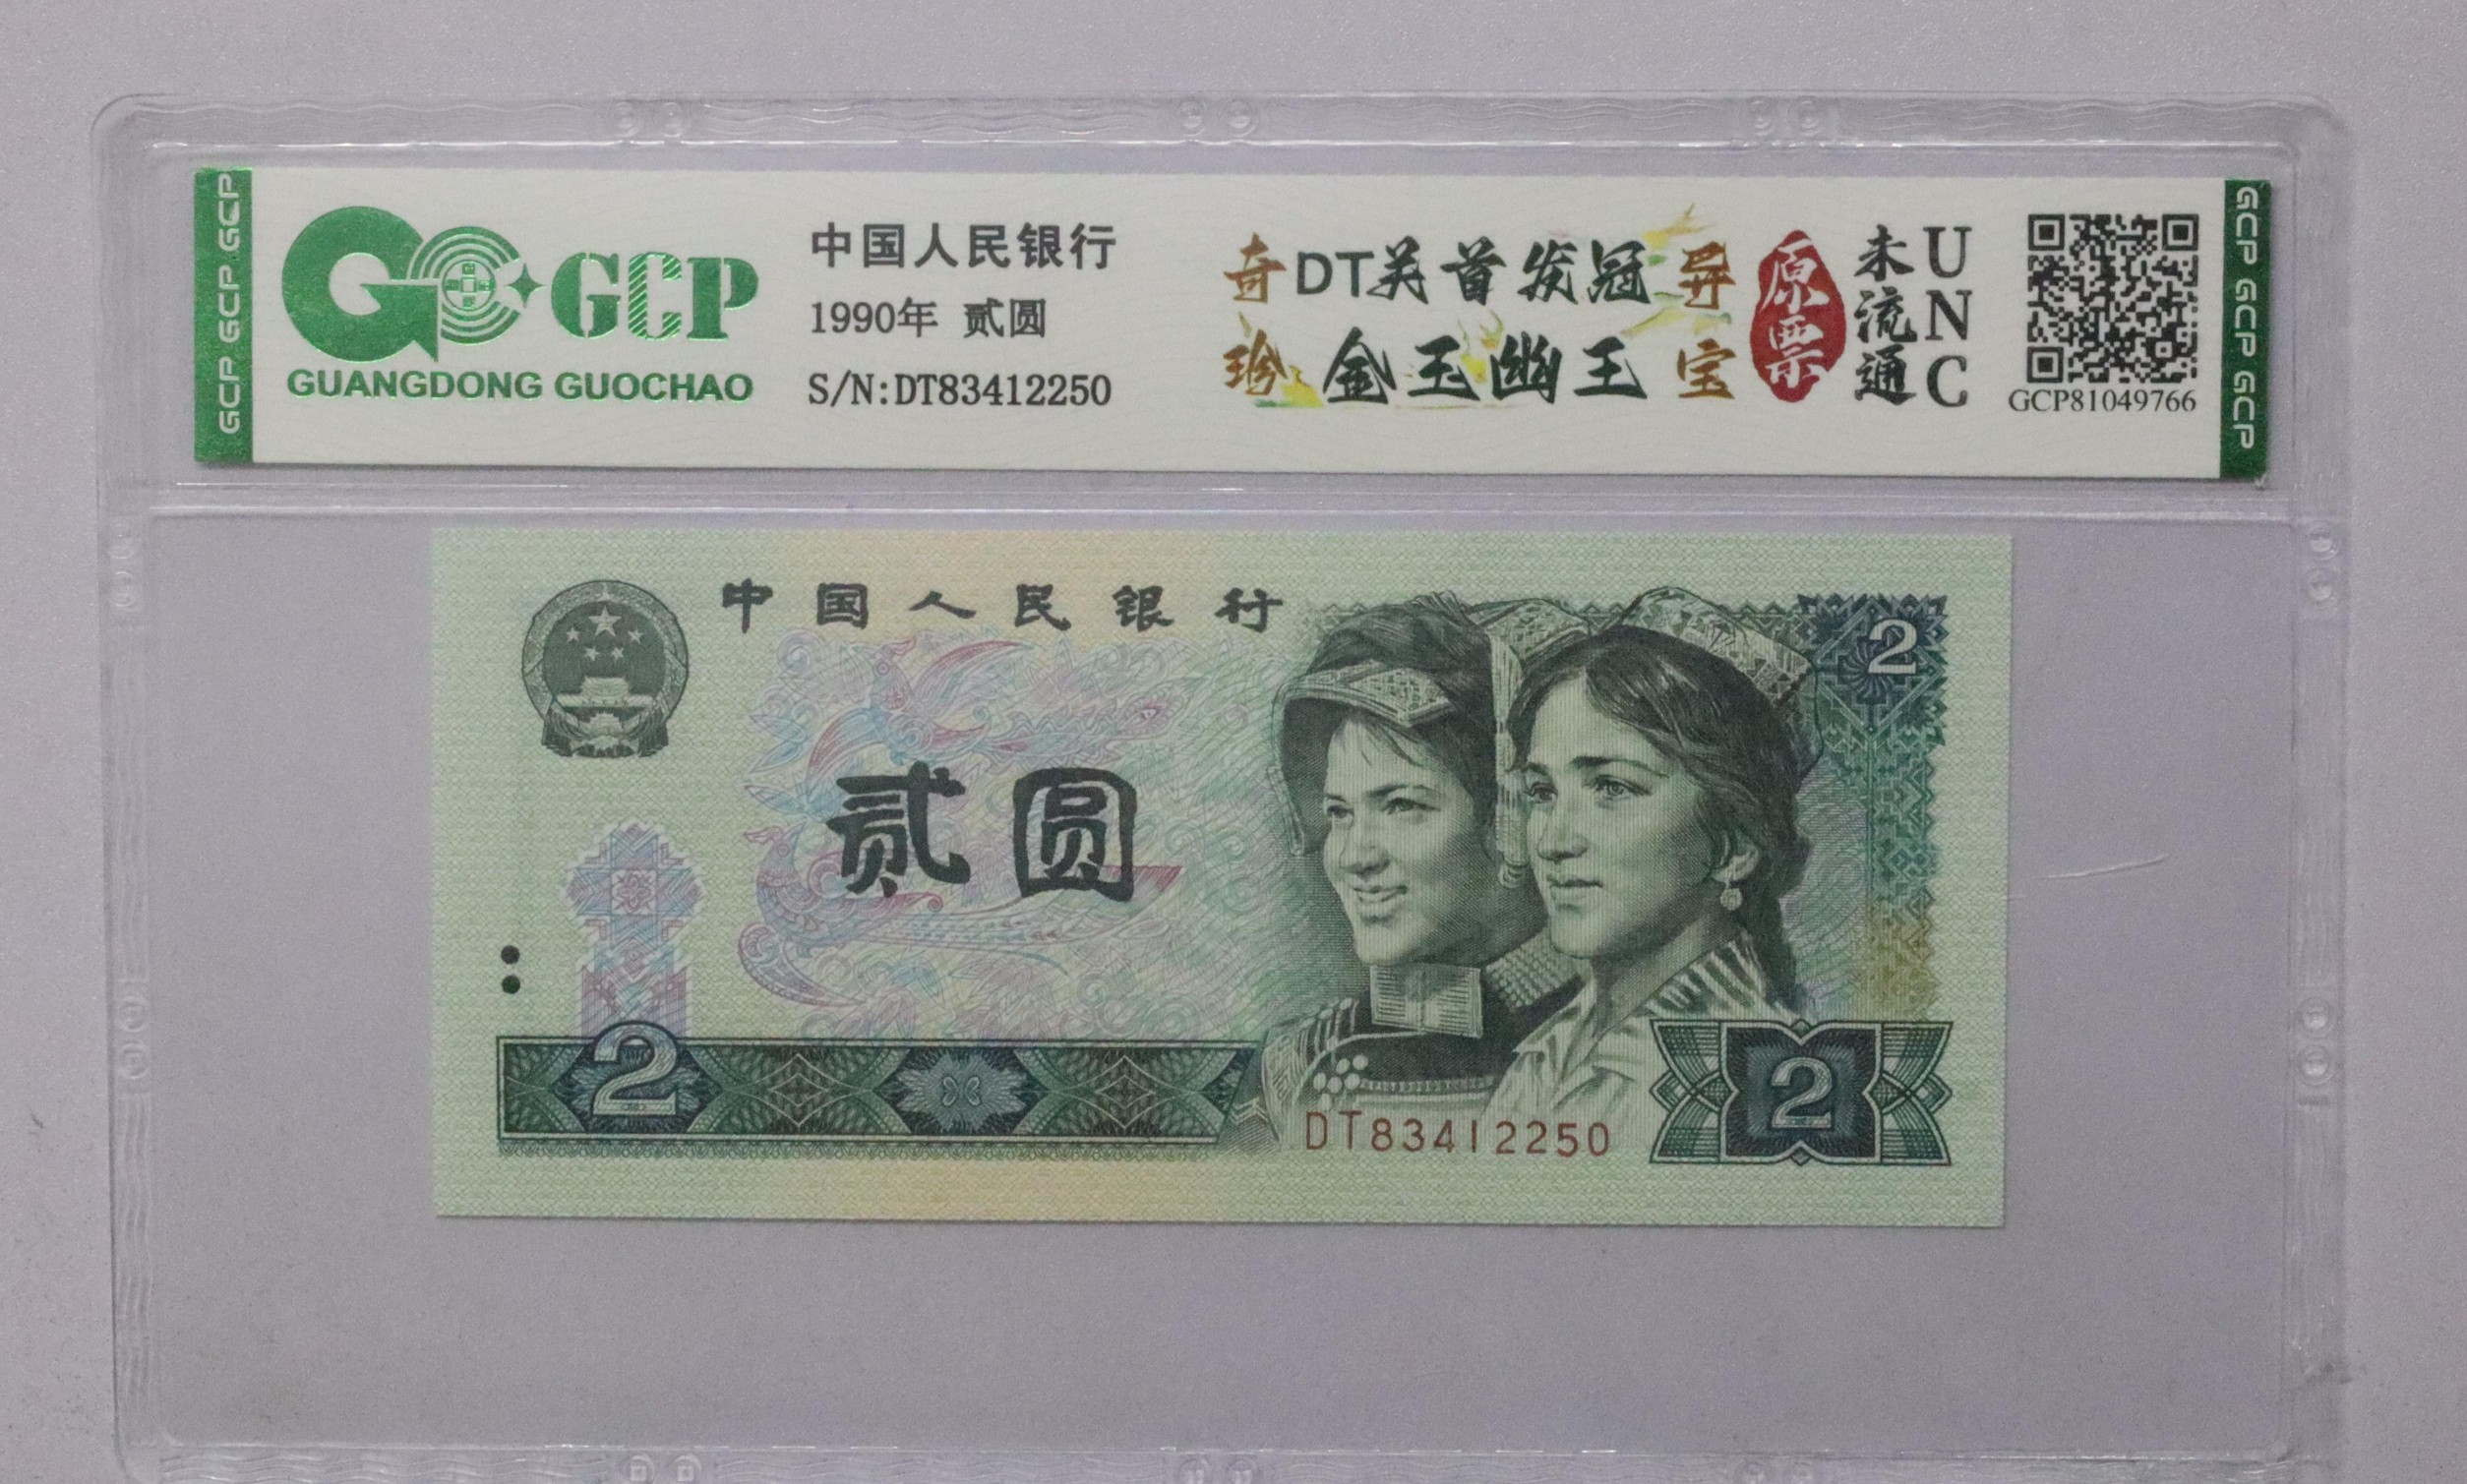 GCP GCP GCP
GCP
GUANGDONG GUOCHAO
中国人民银行
1990年 贰圆
S/N:DT83412250
奇DT关首发冠异
珍金玉幽王宝
原票
未流通
UNC
GCP81049766
GCP GCP GCP
中国人民银行
2
贰圆
2
DT83412250
2